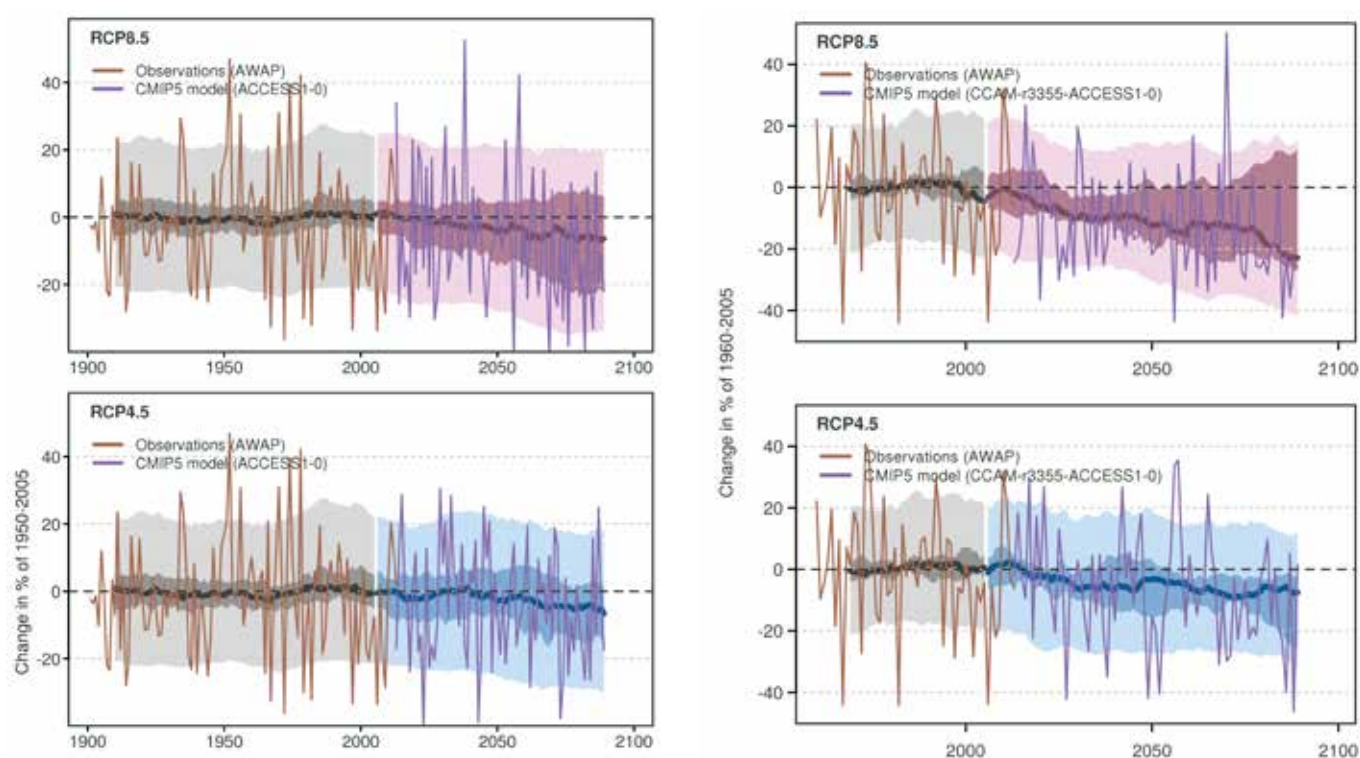 RCP8.5
Observations (AWAP)
CMIP5 model (ACCESS1-0)
40
20
0
-20
1900 1950 2000 2050 2100
RCP4.5
Observations (AWAP)
CMIP5 model (ACCESS1-0)
40
20
0
-20
1900 1950 2000 2050 2100
Change in % of 1950-2005
RCP8.5
Observations (AWAP)
CMIP5 model (CCAM-r3355-ACCESS1-0)
40
20
0
-20
-40
2000 2050 2100
Change in % of 1960-2005
RCP4.5
Observations (AWAP)
CMIP5 model (CCAM-r3355-ACCESS1-0)
40
20
0
-20
-40
2000 2050 2100